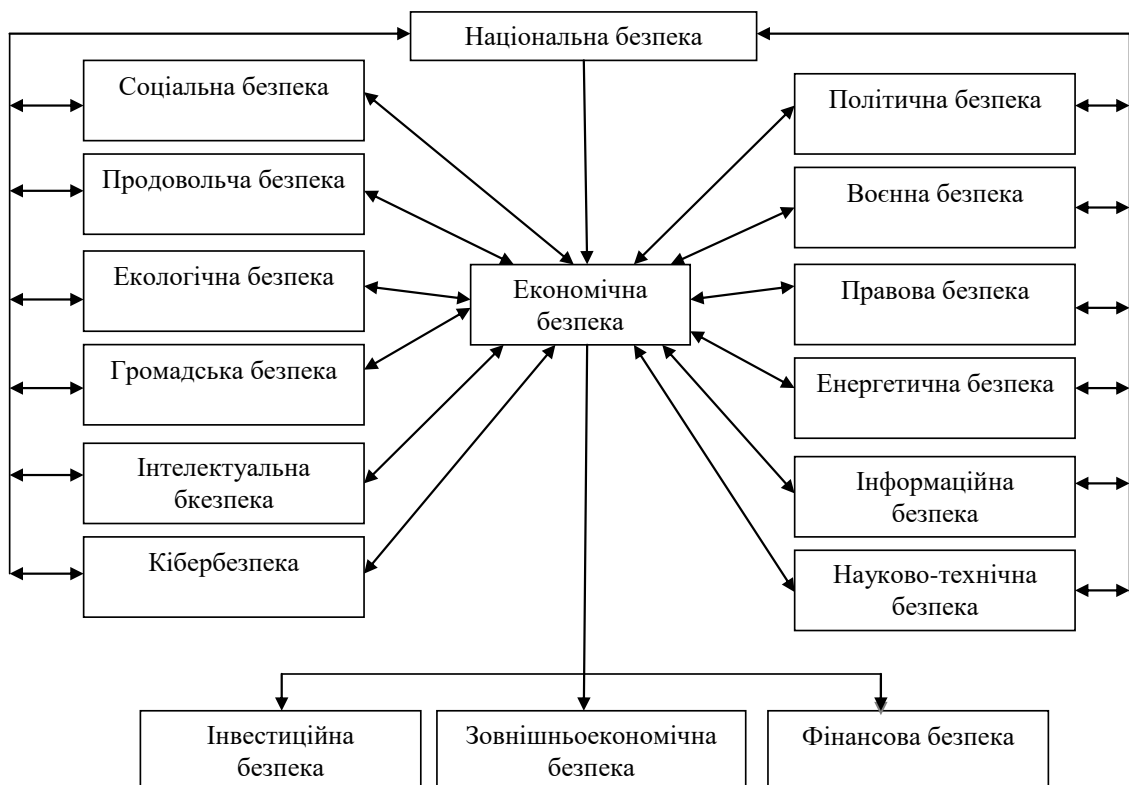 Національна безпека
Соціальна безпека
Політична безпека
Продовольча безпека
Воєнна безпека
Екологічна безпека
Економічна
безпека
Правова безпека
Громадська безпека
Енергетична безпека
Інтелектуальна
бкезпека
Інформаційна
безпека
Кібербезпека
Науково-технічна
безпека
Інвестиційна
безпека
Зовнішньоекономічна
безпека
Фінансова безпека